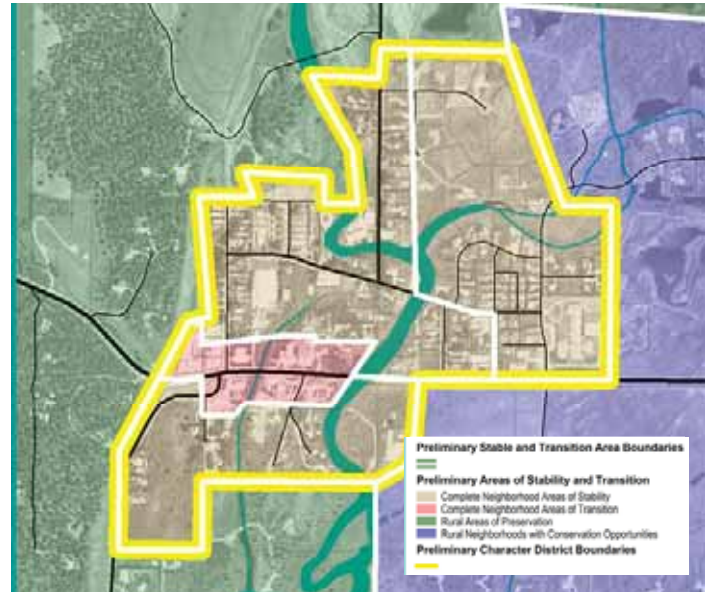 Preliminary Stable and Transition Area Boundaries
Preliminary Areas of Stability and Transition
Complete Neighborhood Areas of Stability
Complete Neighborhood Areas of Transition
Rural Areas of Preservation
Rural Neighborhoods with Conservation Opportunities
Preliminary Character District Boundaries